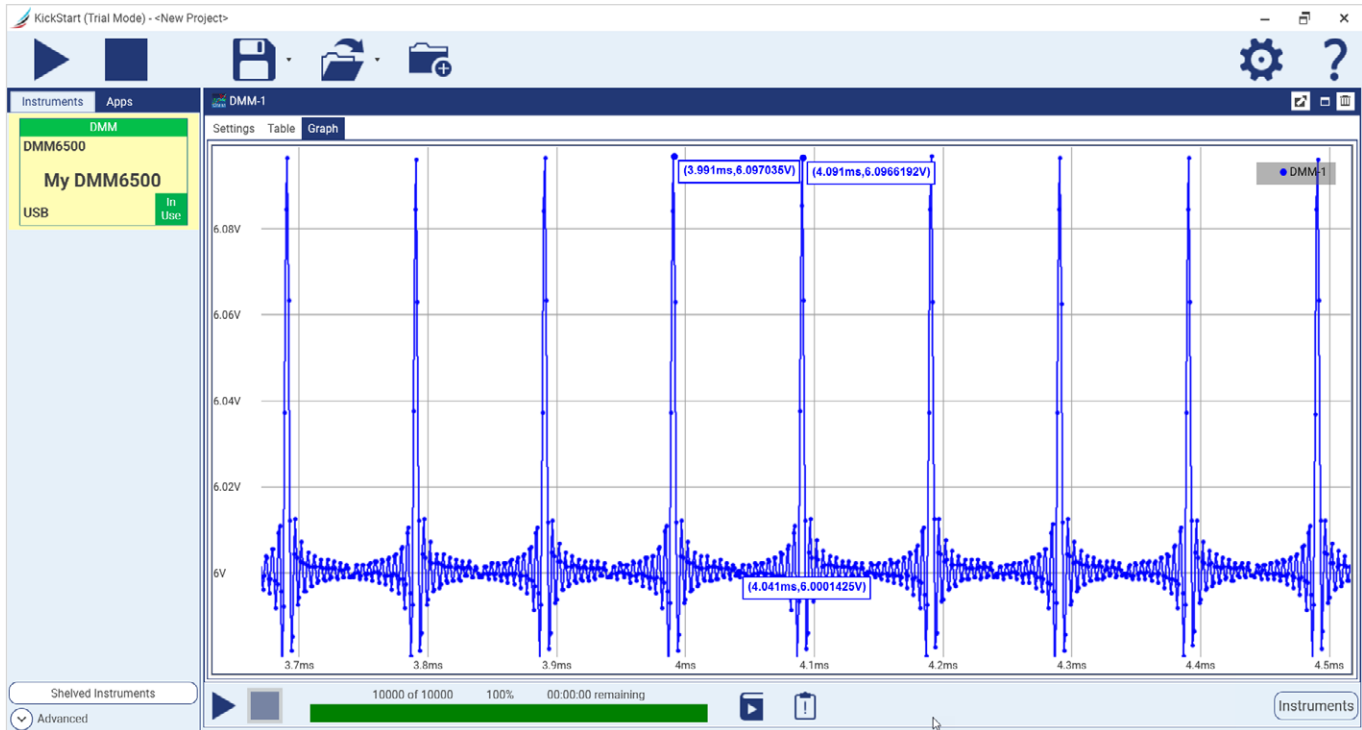 KickStart (Trial Mode) - <New Project>
Instruments Apps
DMM
DMM6500
My DMM6500
USB
In
Use
Shelved Instruments
Advanced
DMM-1
Settings Table Graph
(3.991ms,6.097035V)
(4.091ms,6.0966192V)
DMM-1
6.08V
6.06V
6.04V
6.02V
6V
(4.041ms,6.0001425V)
3.7ms 3.8ms 3.9ms 4ms 4.1ms 4.2ms 4.3ms 4.4ms 4.5ms
10000 of 10000 100% 00:00:00 remaining
Instruments